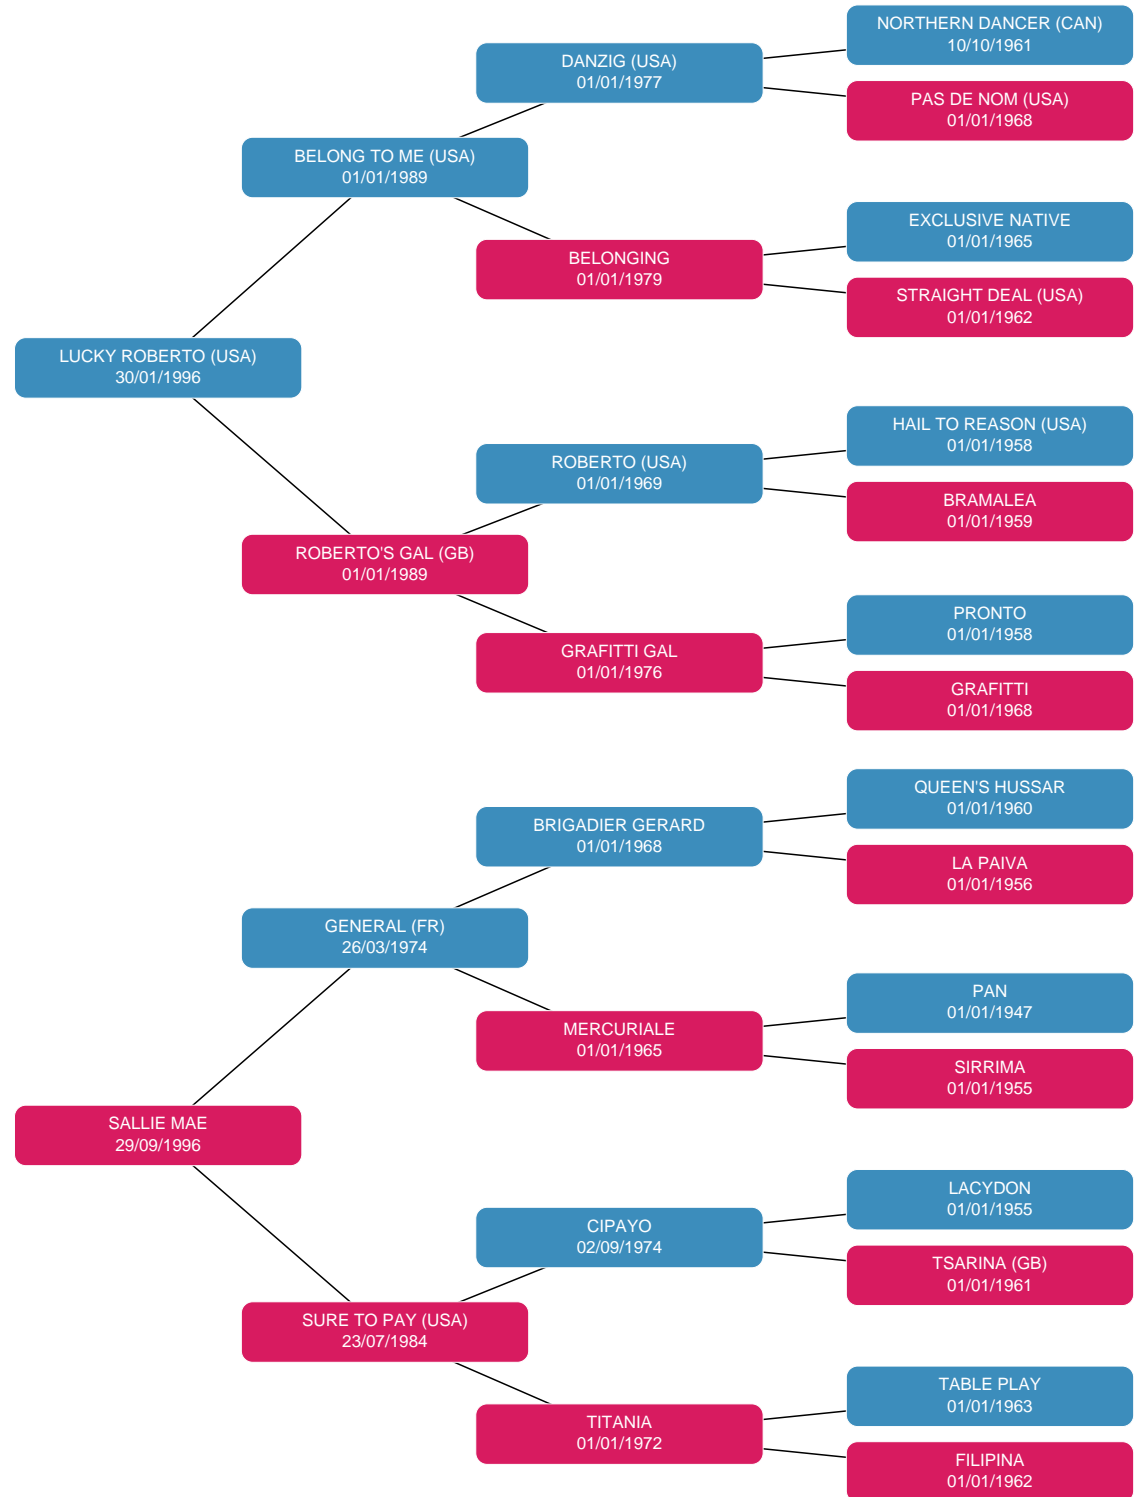 NORTHERN DANCER (CAN)
10/10/1961
DANZIG (USA)
01/01/1977
PAS DE NOM (USA)
01/01/1968
BELONG TO ME (USA)
01/01/1989
EXCLUSIVE NATIVE
01/01/1965
BELONGING
01/01/1979
STRAIGHT DEAL (USA)
01/01/1962
LUCKY ROBERTO (USA)
30/01/1996
HAIL TO REASON (USA)
01/01/1958
ROBERTO (USA)
01/01/1969
BRAMALEA
01/01/1959
ROBERTO'S GAL (GB)
01/01/1989
PRONTO
01/01/1958
GRAFITTI GAL
01/01/1976
GRAFITTI
01/01/1968
QUEEN'S HUSSAR
01/01/1960
BRIGADIER GERARD
01/01/1968
LA PAIVA
01/01/1956
GENERAL (FR)
26/03/1974
PAN
01/01/1947
MERCURIALE
01/01/1965
SIRRIMA
01/01/1955
SALLIE MAE
29/09/1996
LACYDON
01/01/1955
CIPAYO
02/09/1974
TSARINA (GB)
01/01/1961
SURE TO PAY (USA)
23/07/1984
TABLE PLAY
01/01/1963
TITANIA
01/01/1972
FILIPINA
01/01/1962